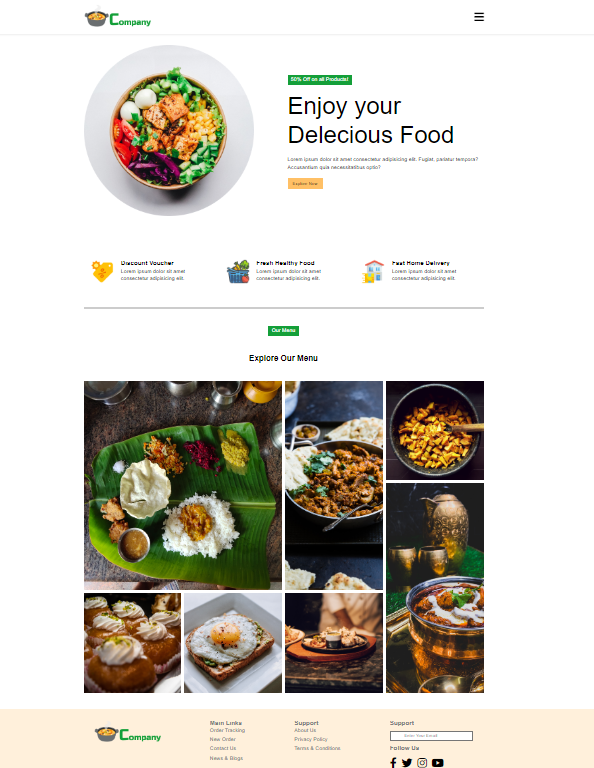 Company
50% Off on all Products!
Enjoy your
Delecious Food
Lorem ipsum dolor sit amet consectetur adipisicing elit. Fugiat, pariatur tempora?
Accusantium quia necessitatibus optio?
Explore Now
Discount Voucher
Lorem ipsum dolor sit amet
consectetur adipisicing elit.
Fresh Healthy Food
Lorem ipsum dolor sit amet
consectetur adipisicing elit.
Fast Home Delivery
Lorem ipsum dolor sit amet
consectetur adipisicing elit.
Our Menu
Explore Our Menu
Company
Main Links
Order Tracking
New Order
Contact Us
News & Blogs
Support
About Us
Privacy Policy
Terms & Conditions
Support
Enter Your Email
Follow Us